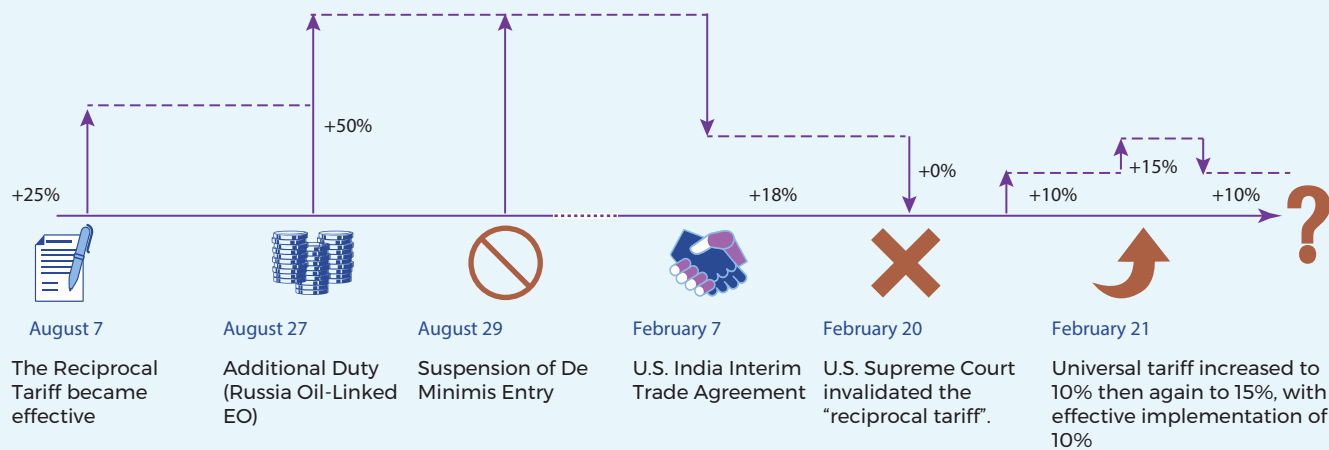 +50%
+25%
+18%
+0%
+10%
+15%
+10%
?
August 7
The Reciprocal
Tariff became
effective
August 27
Additional Duty
(Russia Oil-Linked
EO)
August 29
Suspension of De
Minimis Entry
February 7
U.S. India Interim
Trade Agreement
February 20
U.S. Supreme Court
invalidated the
“reciprocal tariff”.
February 21
Universal tariff increased to
10% then again to 15%, with
effective implementation of
10%